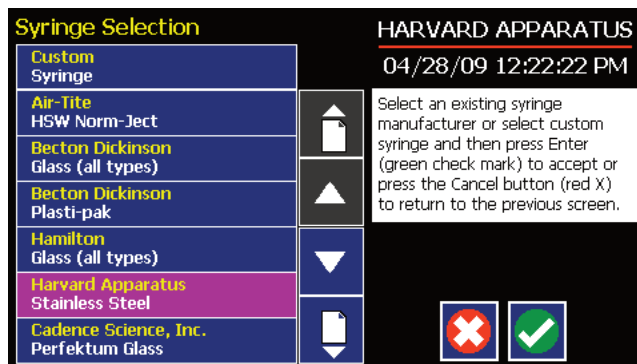 Syringe Selection
Custom
Syringe
Air-Tite
HSW Norm-Ject
Becton Dickinson
Glass (all types)
Becton Dickinson
Plasti-pak
Hamilton
Glass (all types)
Harvard Apparatus
Stainless Steel
Cadence Science, Inc.
Perfektum Glass
HARVARD APPARATUS
04/28/09 12:22:22 PM
Select an existing syringe
manufacturer or select custom
syringe and then press Enter
(green check mark) to accept or
press the Cancel button (red X)
to return to the previous screen.